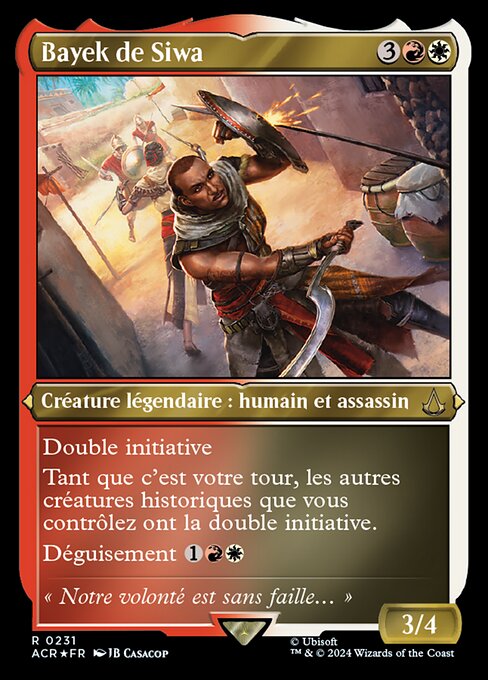 Bayek de Siwa 3
Créature légendaire : humain et assassin
Double initiative
Tant que c'est votre tour, les autres
créatures historiques que vous
contrôlez ont la double initiative.
Déguisement 1
« Notre volonté est sans faille… »
3/4
R 0231
ACR★FR JB Casacop
© Ubisoft
™ & © 2024 Wizards of the Coast